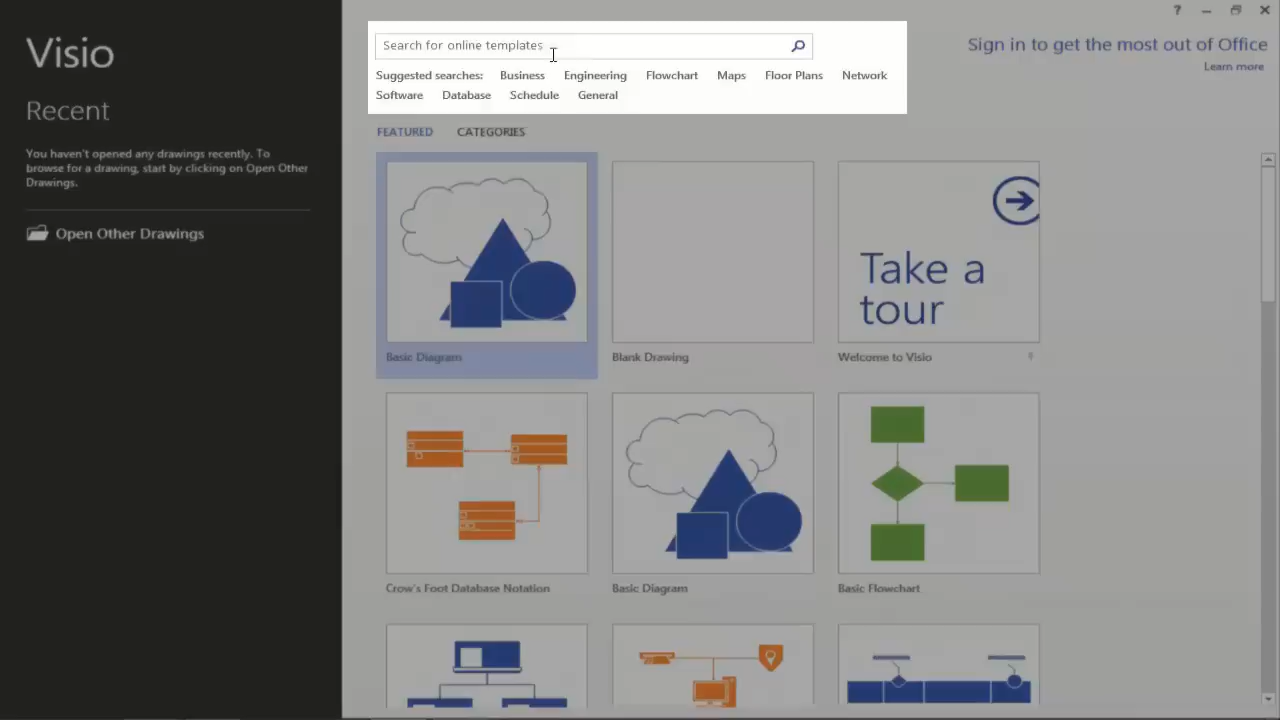 ?
Visio
Recent
You haven't opened any drawings recently. To
browse for a drawing, start by clicking on Open Other
Drawings.
Open Other Drawings
Search for online templates
Suggested searches: Business Engineering Flowchart Maps Floor Plans Network
Software Database Schedule General
Sign in to get the most out of Office
Learn more
FEATURED CATEGORIES
Take a
tour
Basic Diagram Blank Drawing Welcome to Visio
Crow's Foot Database Notation Basic Diagram Basic Flowchart